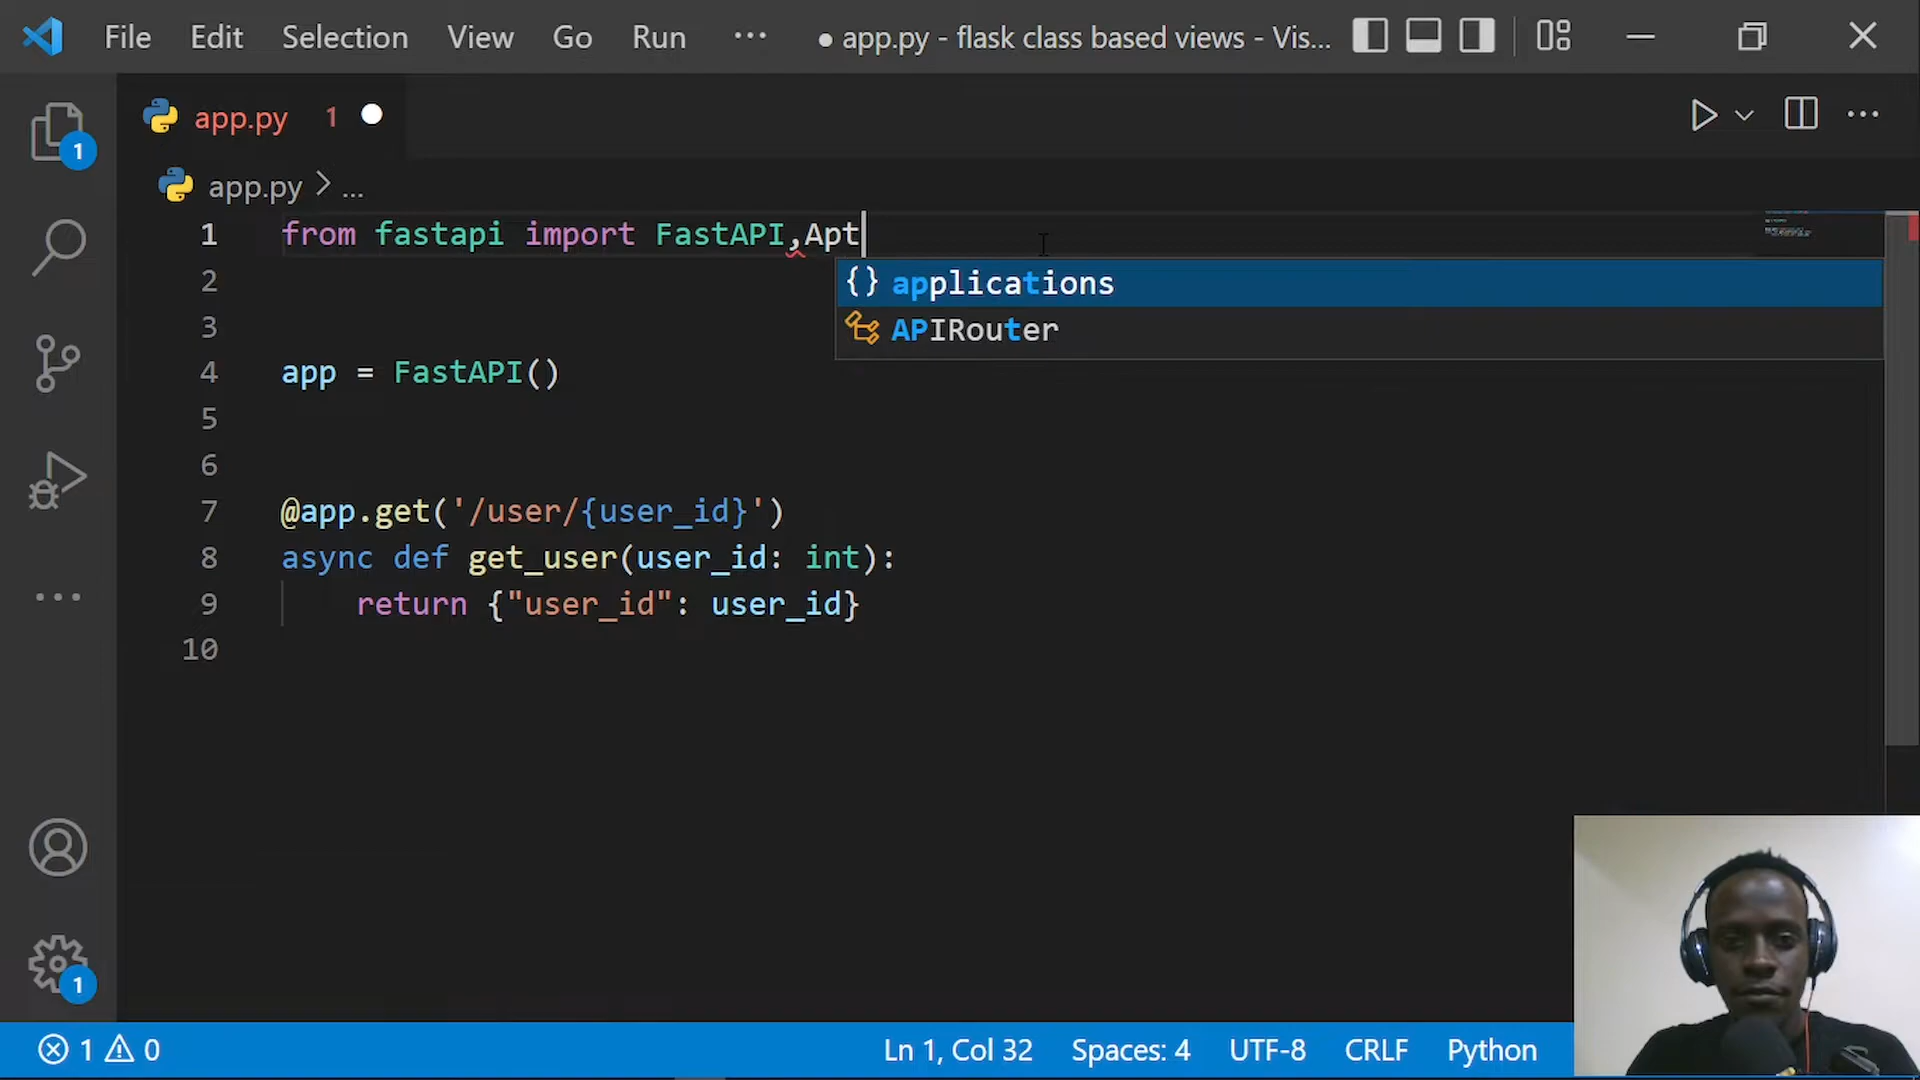 File Edit Selection View Go Run ··· ● app.py - flask class based views - Vis...
app.py 1 ●
1
app.py > ...
1 from fastapi import FastAPI,Apt
2 {} applications
3 APIRouter
4 app = FastAPI()
5
6
7 @app.get('/user/{user_id}')
8 async def get_user(user_id: int):
9 return {"user_id": user_id}
10
1
1 0 Ln 1, Col 32 Spaces: 4 UTF-8 CRLF Python